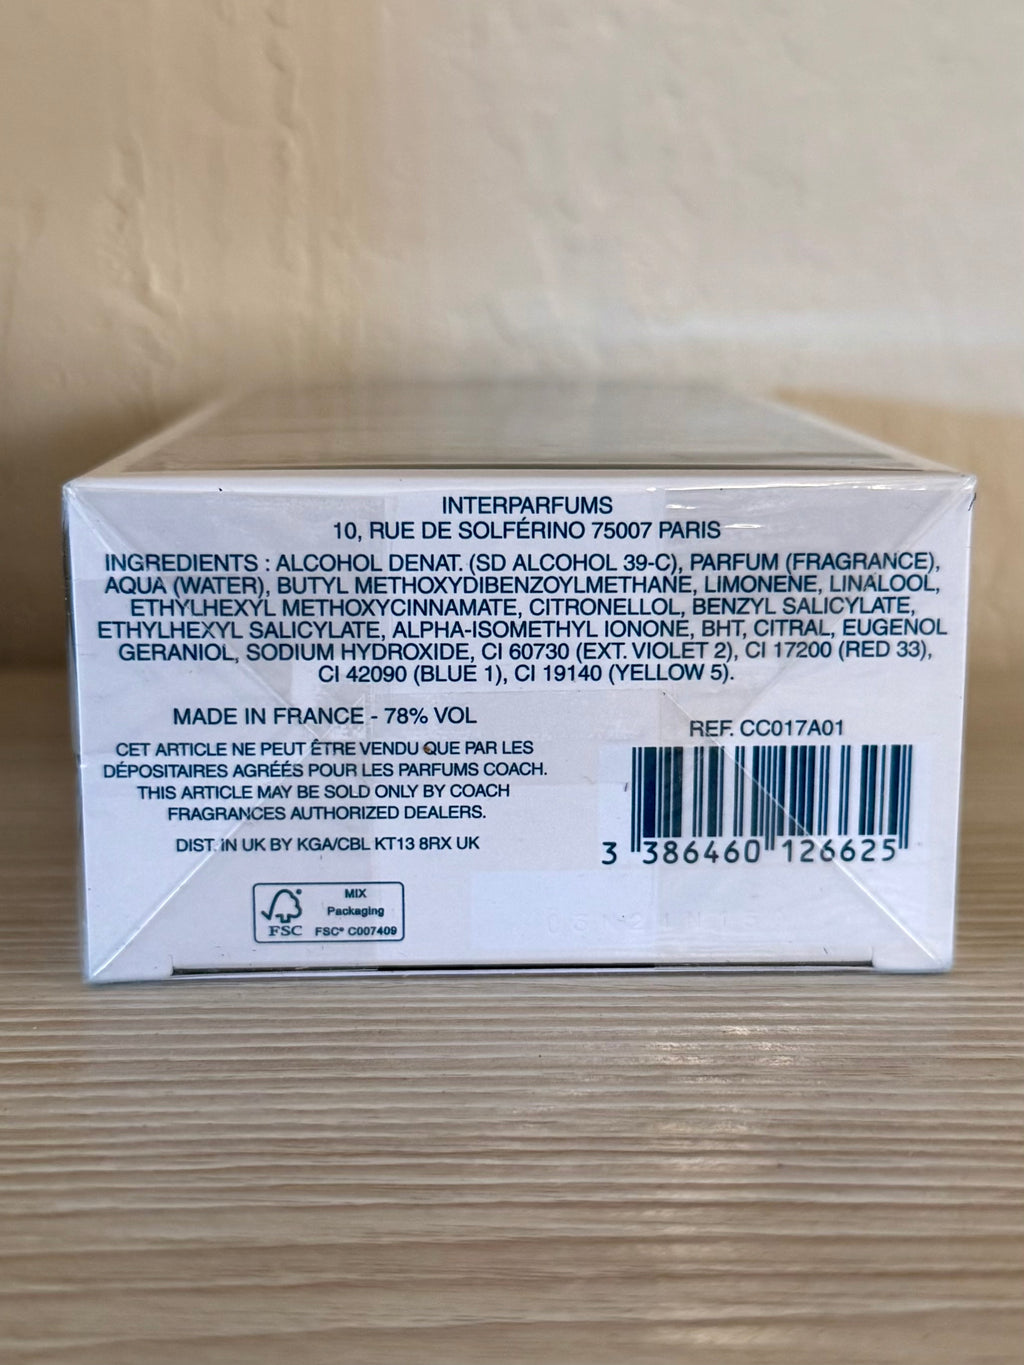 INTERPARFUMS
10, RUE DE SOLFÉRINO 75007 PARIS
INGREDIENTS : ALCOHOL DENAT. (SD ALCOHOL 39-C), PARFUM (FRAGRANCE),
AQUA (WATER), BUTYL METHOXYDIBENZOYLMETHANE, LIMONENE, LINALOOL,
ETHYLHEXYL METHOXYCINNAMATE, CITRONELLOL, BENZYL SALICYLATE,
ETHYLHEXYL SALICYLATE, ALPHA-ISOMETHYL IONONE, BHT, CITRAL, EUGENOL
GERANIOL, SODIUM HYDROXIDE, CI 60730 (EXT. VIOLET 2), CI 17200 (RED 33),
CI 42090 (BLUE 1), CI 19140 (YELLOW 5).
MADE IN FRANCE - 78% VOL
CET ARTICLE NE PEUT ÊTRE VENDU QUE PAR LES
DÉPOSITAIRES AGRÉÉS POUR LES PARFUMS COACH.
THIS ARTICLE MAY BE SOLD ONLY BY COACH
FRAGRANCES AUTHORIZED DEALERS.
DIST. IN UK BY KGA/CBL KT13 8RX UK
REF. CC017A01
3 386460 126625
MIX
Packaging
FSC
FSC® C007409